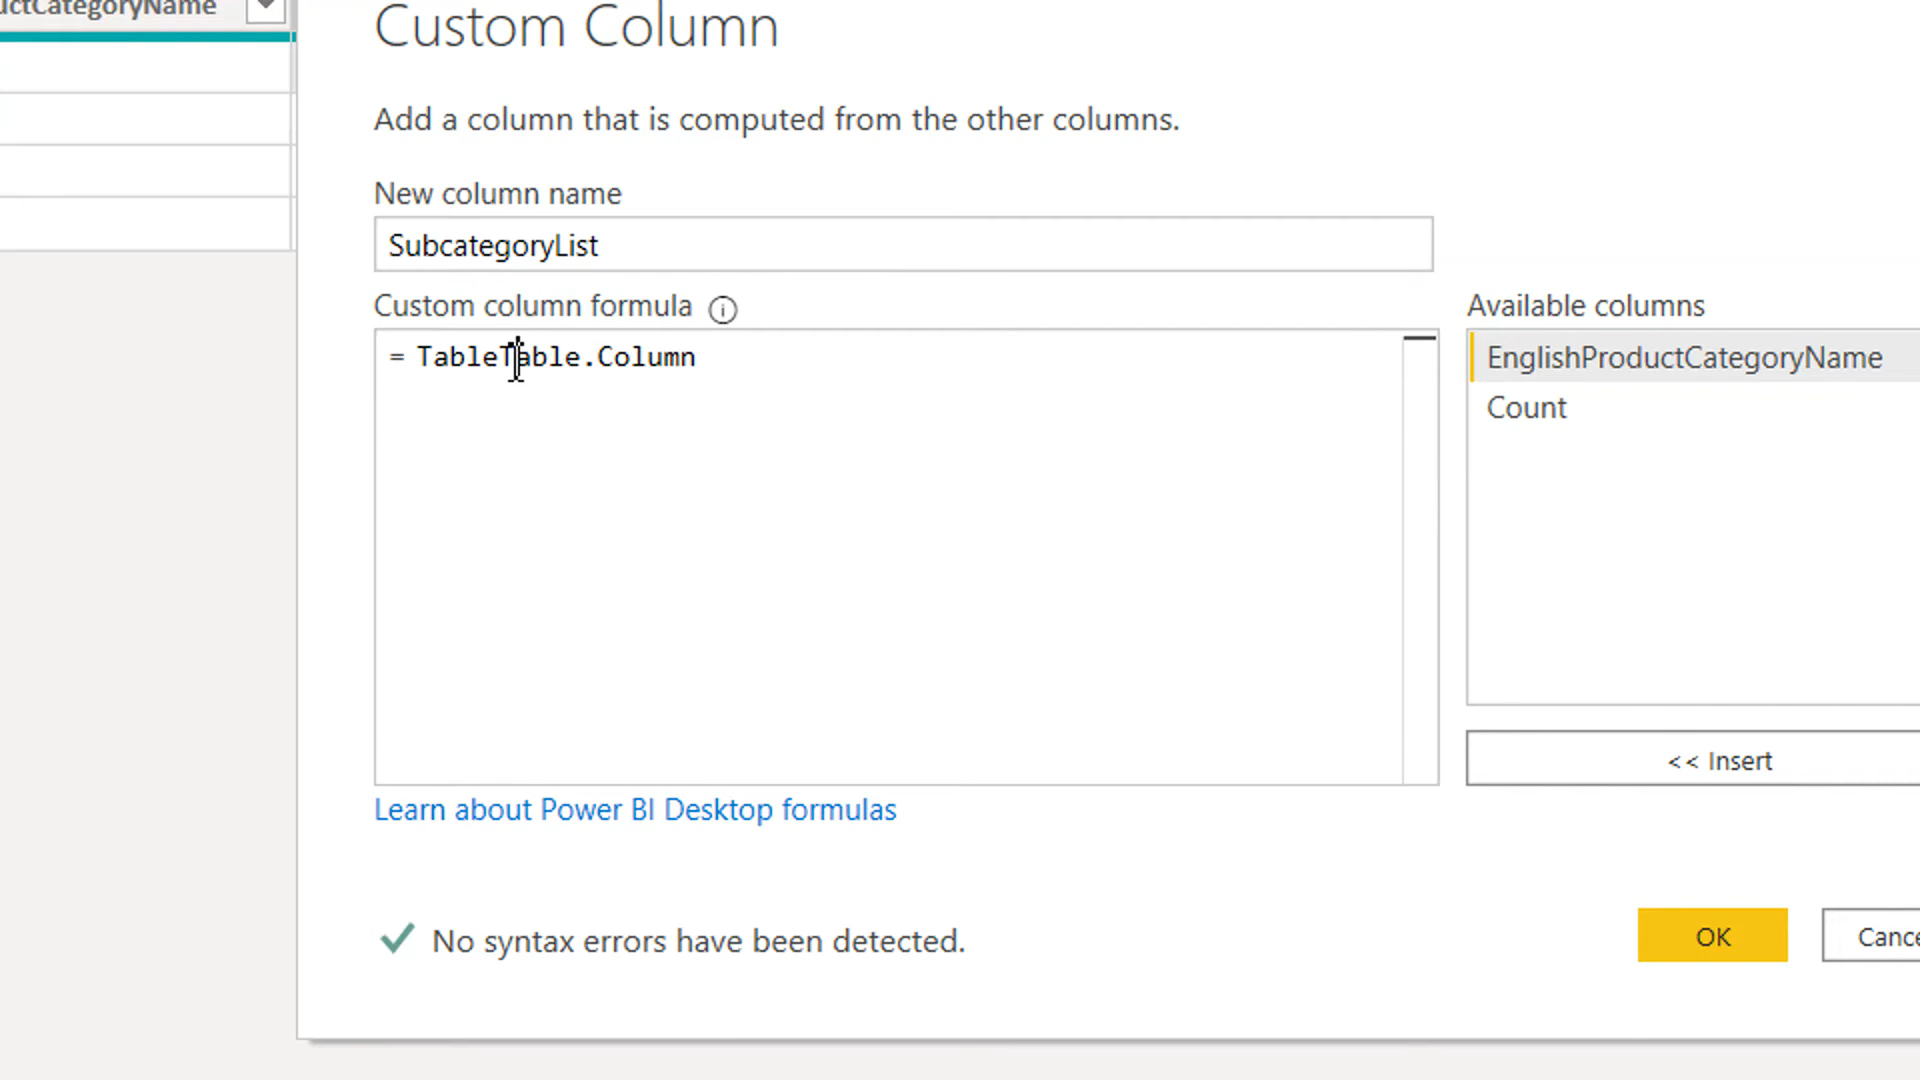 uctCategoryName
Custom Column
Add a column that is computed from the other columns.
New column name
SubcategoryList
Custom column formula
Available columns
= TableTable.Column
EnglishProductCategoryName
Count
<< Insert
Learn about Power BI Desktop formulas
No syntax errors have been detected.
OK
Cance